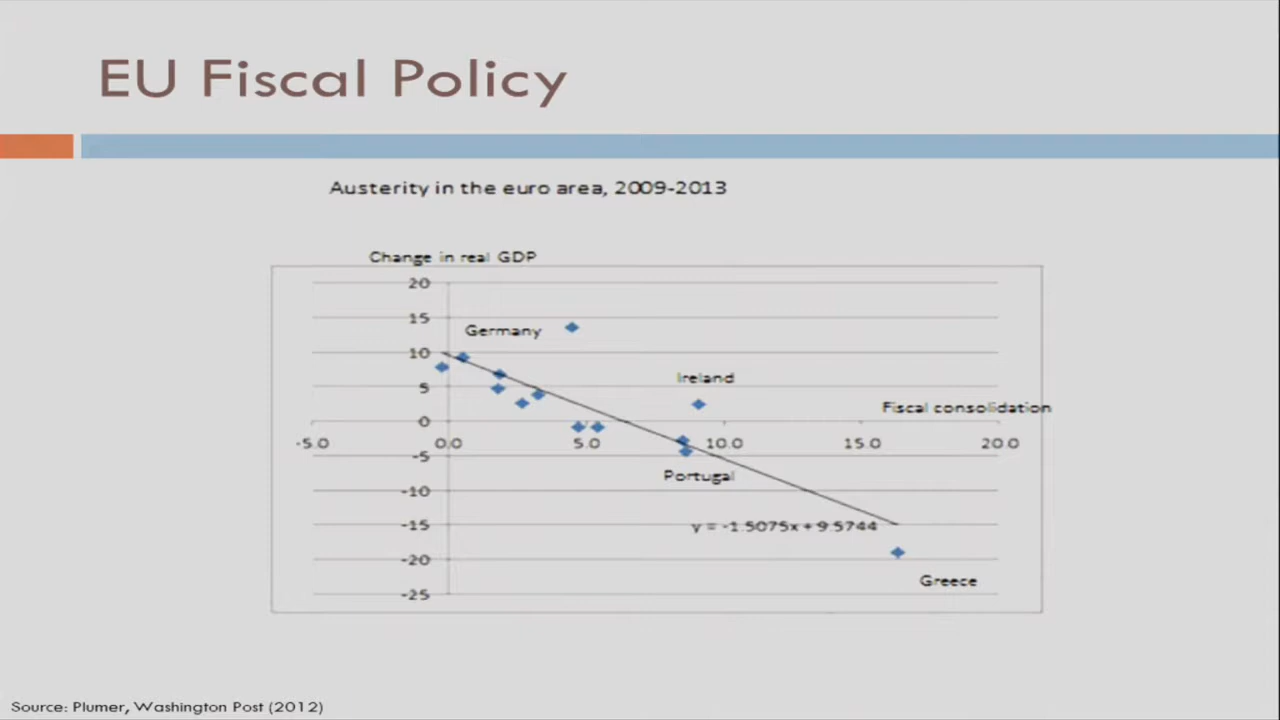 EU Fiscal Policy
Austerity in the euro area, 2009-2013
Change in real GDP
20
15
Germany
10
Ireland
5
Fiscal consolidation
0
-5.0 0.0 5.0 10.0 15.0 20.0
-5
Portugal
-10
-15
y = -1.5075x + 9.5744
-20
Greece
-25
Source: Plumer, Washington Post (2012)